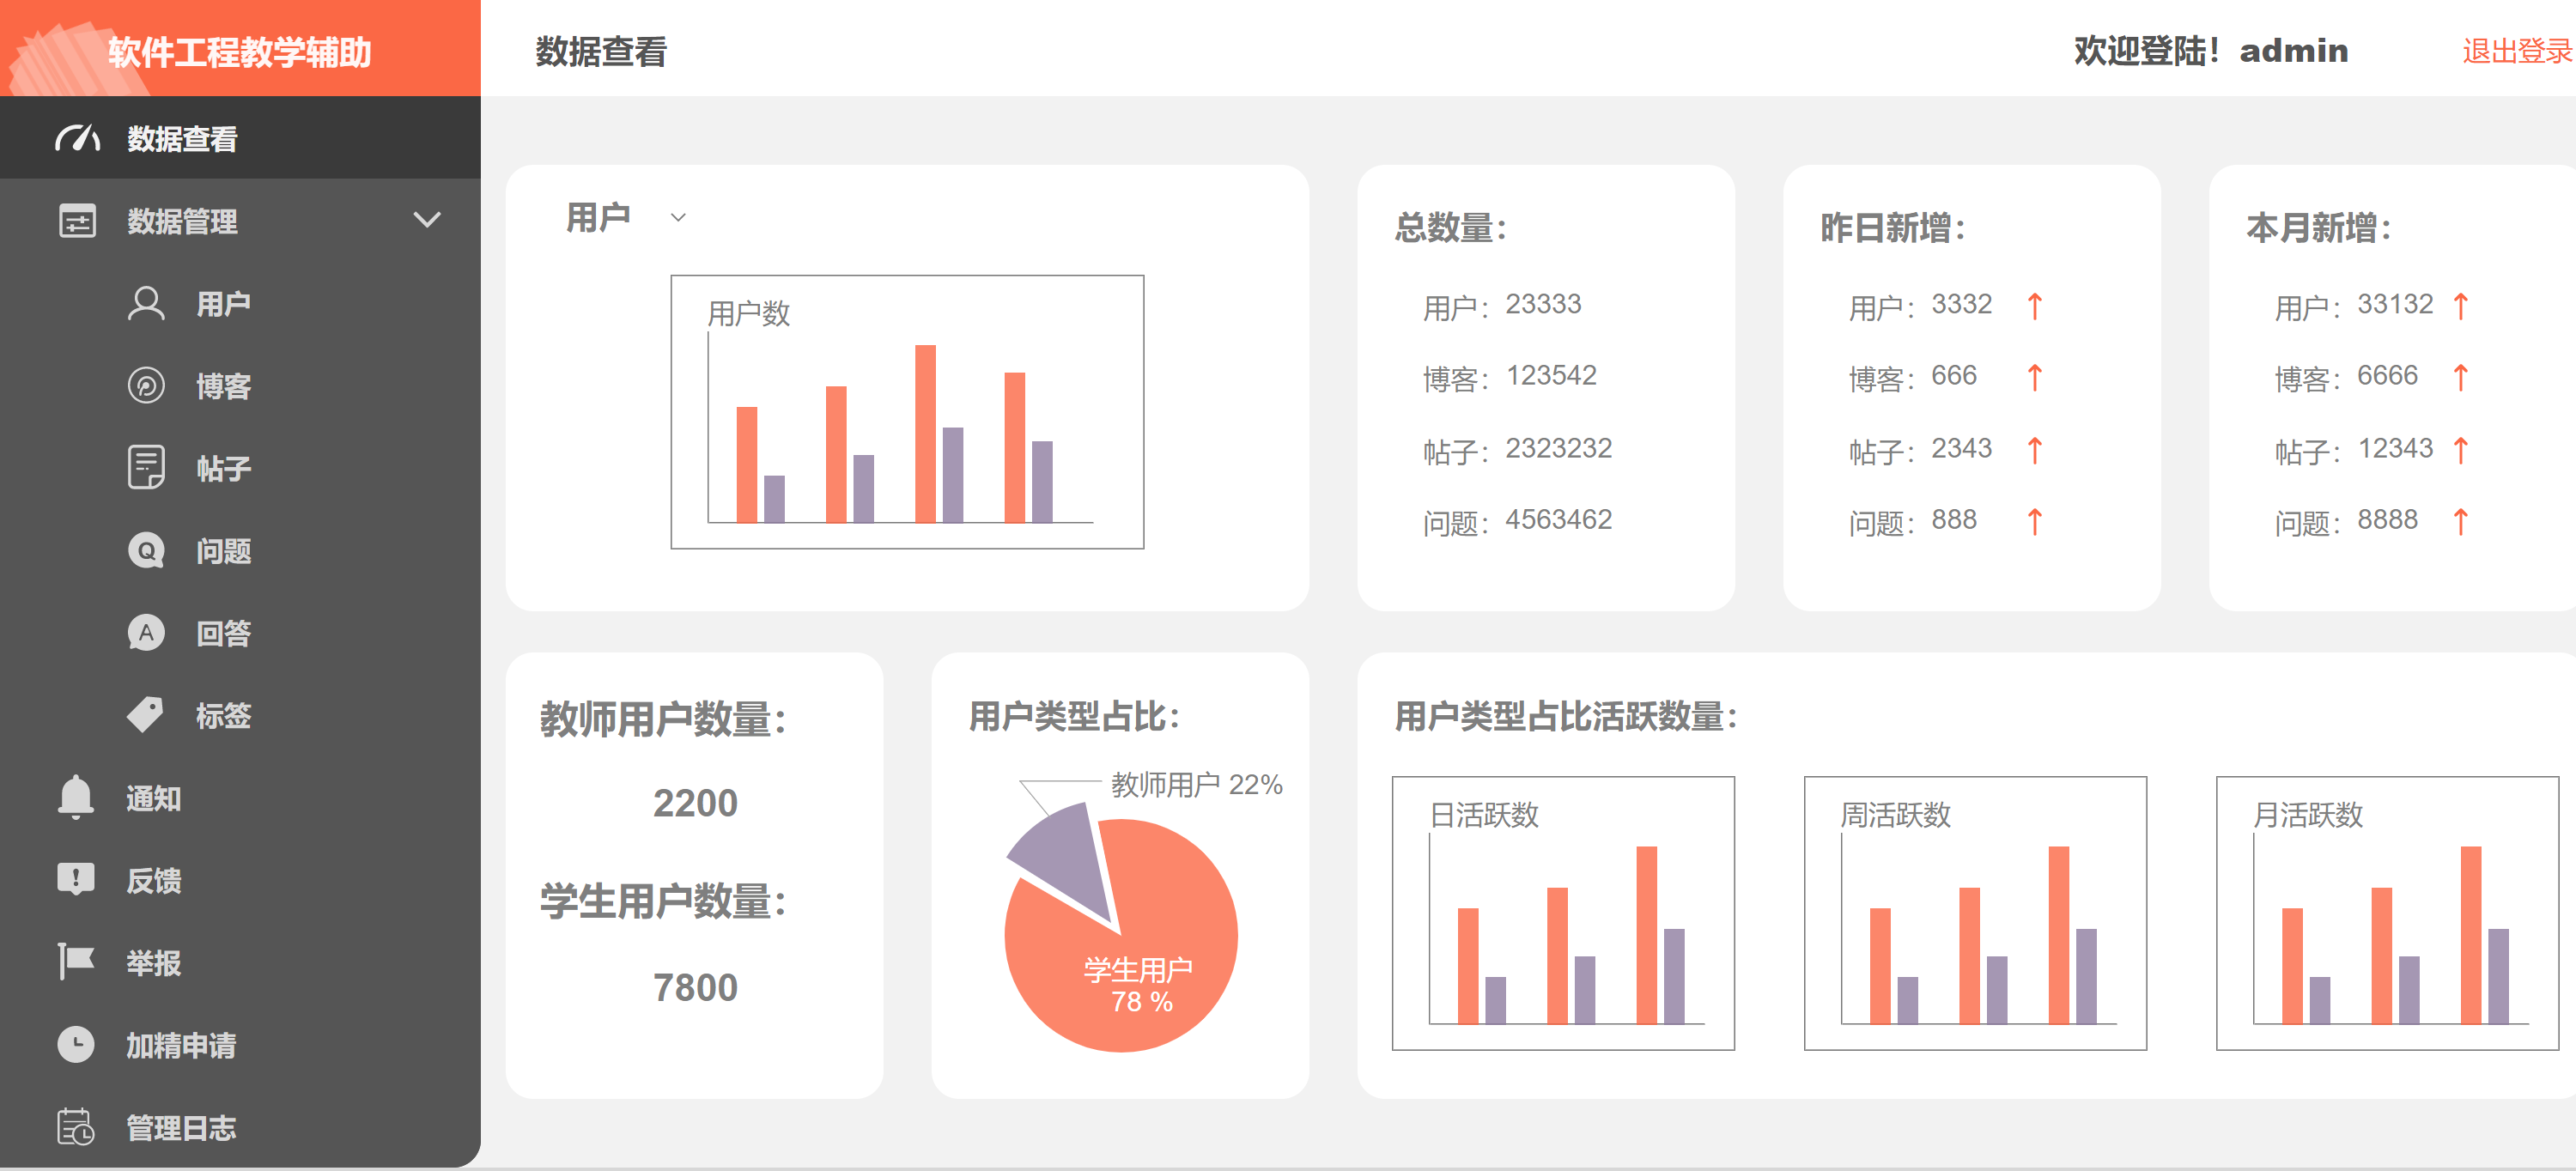 软件工程教学辅助
数据查看
欢迎登陆！admin
退出登录
数据查看
数据管理
用户
博客
帖子
Q 问题
A 回答
标签
通知
反馈
举报
加精申请
管理日志
用户
用户数
总数量：
用户：23333
博客：123542
帖子：2323232
问题：4563462
昨日新增：
用户：3332 ↑
博客：666 ↑
帖子：2343 ↑
问题：888 ↑
本月新增：
用户：33132 ↑
博客：6666 ↑
帖子：12343 ↑
问题：8888 ↑
教师用户数量：
2200
学生用户数量：
7800
用户类型占比：
教师用户 22%
学生用户
78 %
用户类型占比活跃数量：
日活跃数
周活跃数
月活跃数